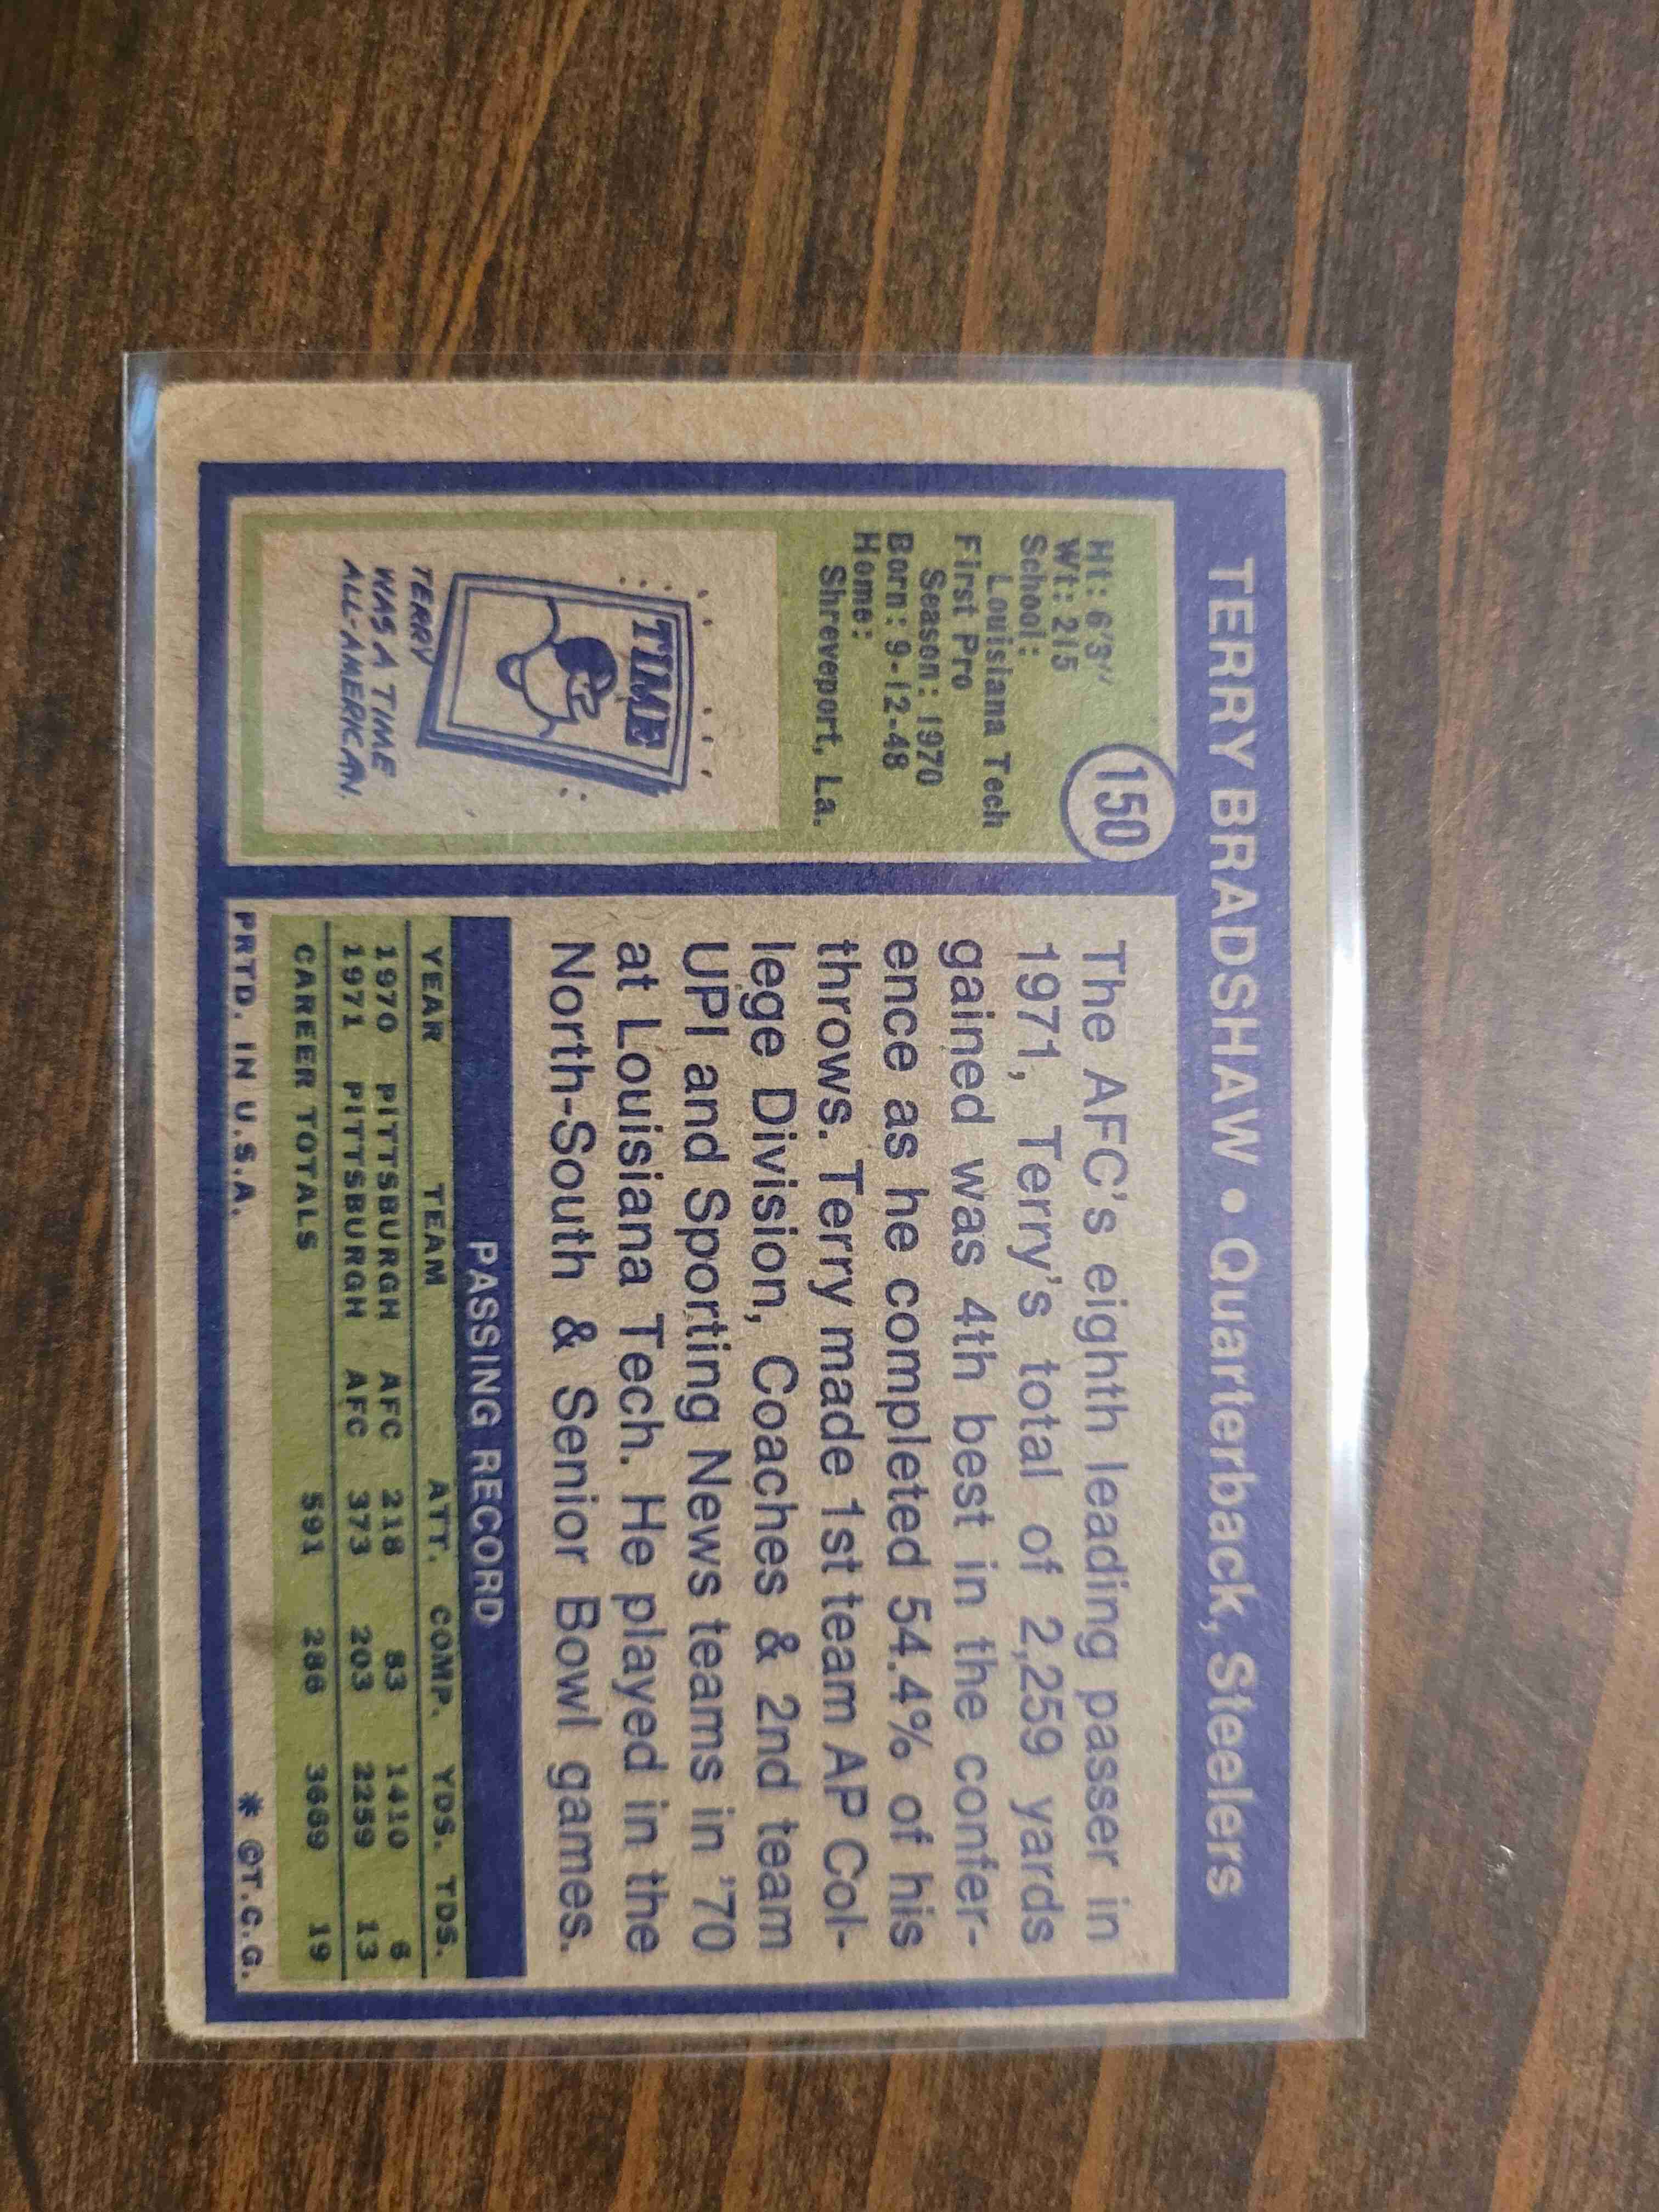 TERRY BRADSHAW • Quarterback, Steelers
150
Ht: 6'3"
Wt: 215
School:
Louisiana Tech
First Pro
Season: 1970
Born: 9-12-48
Home:
Shreveport, La.
TIME
TERRY
WAS A TIME
ALL-AMERICAN.
The AFC's eighth leading passer in
1971, Terry's total of 2,259 yards
gained was 4th best in the confer-
ence as he completed 54.4% of his
throws. Terry made 1st team AP Col-
lege Division, Coaches & 2nd team
UPI and Sporting News teams in '70
at Louisiana Tech. He played in the
North-South & Senior Bowl games.
PASSING RECORD
YEAR TEAM ATT. COMP. YDS. TDS.
1970 PITTSBURGH AFC 218 83 1410 6
1971 PITTSBURGH AFC 373 203 2259 13
CAREER TOTALS 591 286 3669 19
PRTD. IN U.S.A. * ©T.C.G.